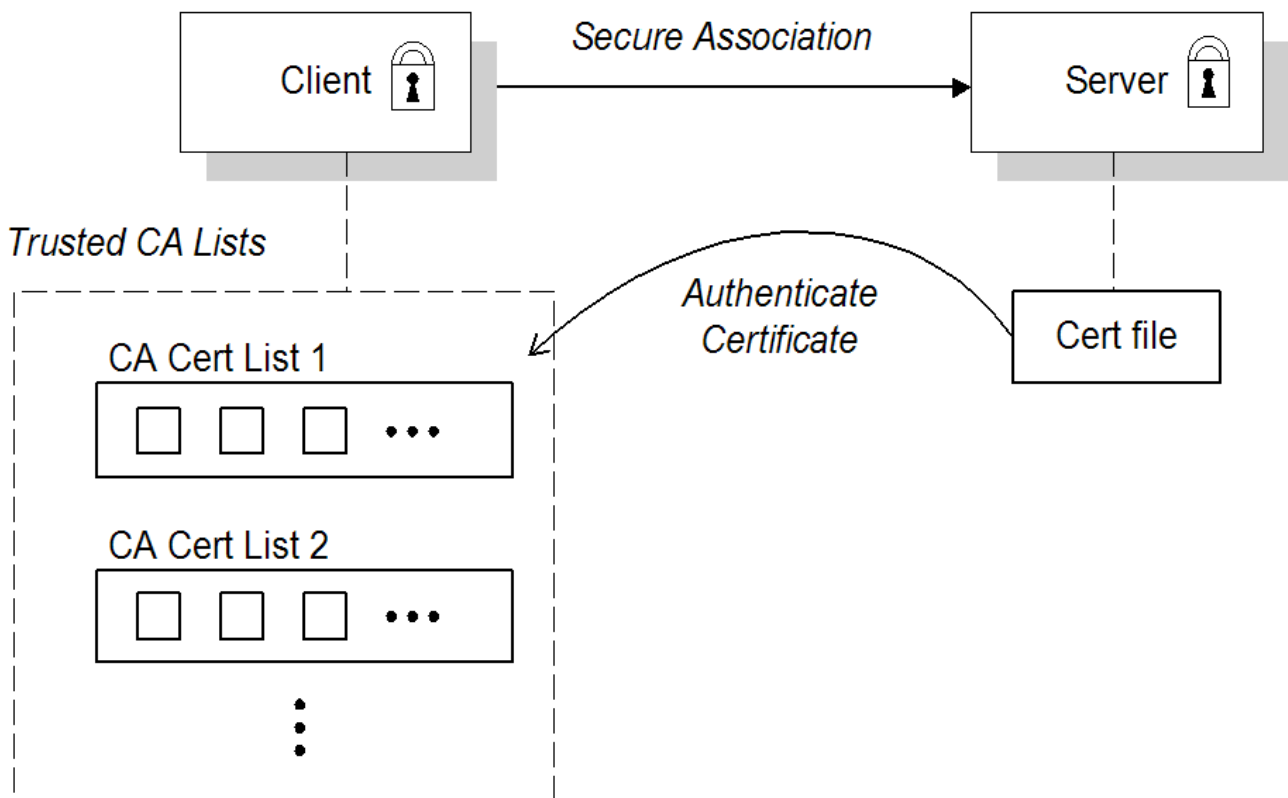 Secure Association
Client
Server
Trusted CA Lists
Authenticate
Certificate
Cert file
CA Cert List 1
CA Cert List 2